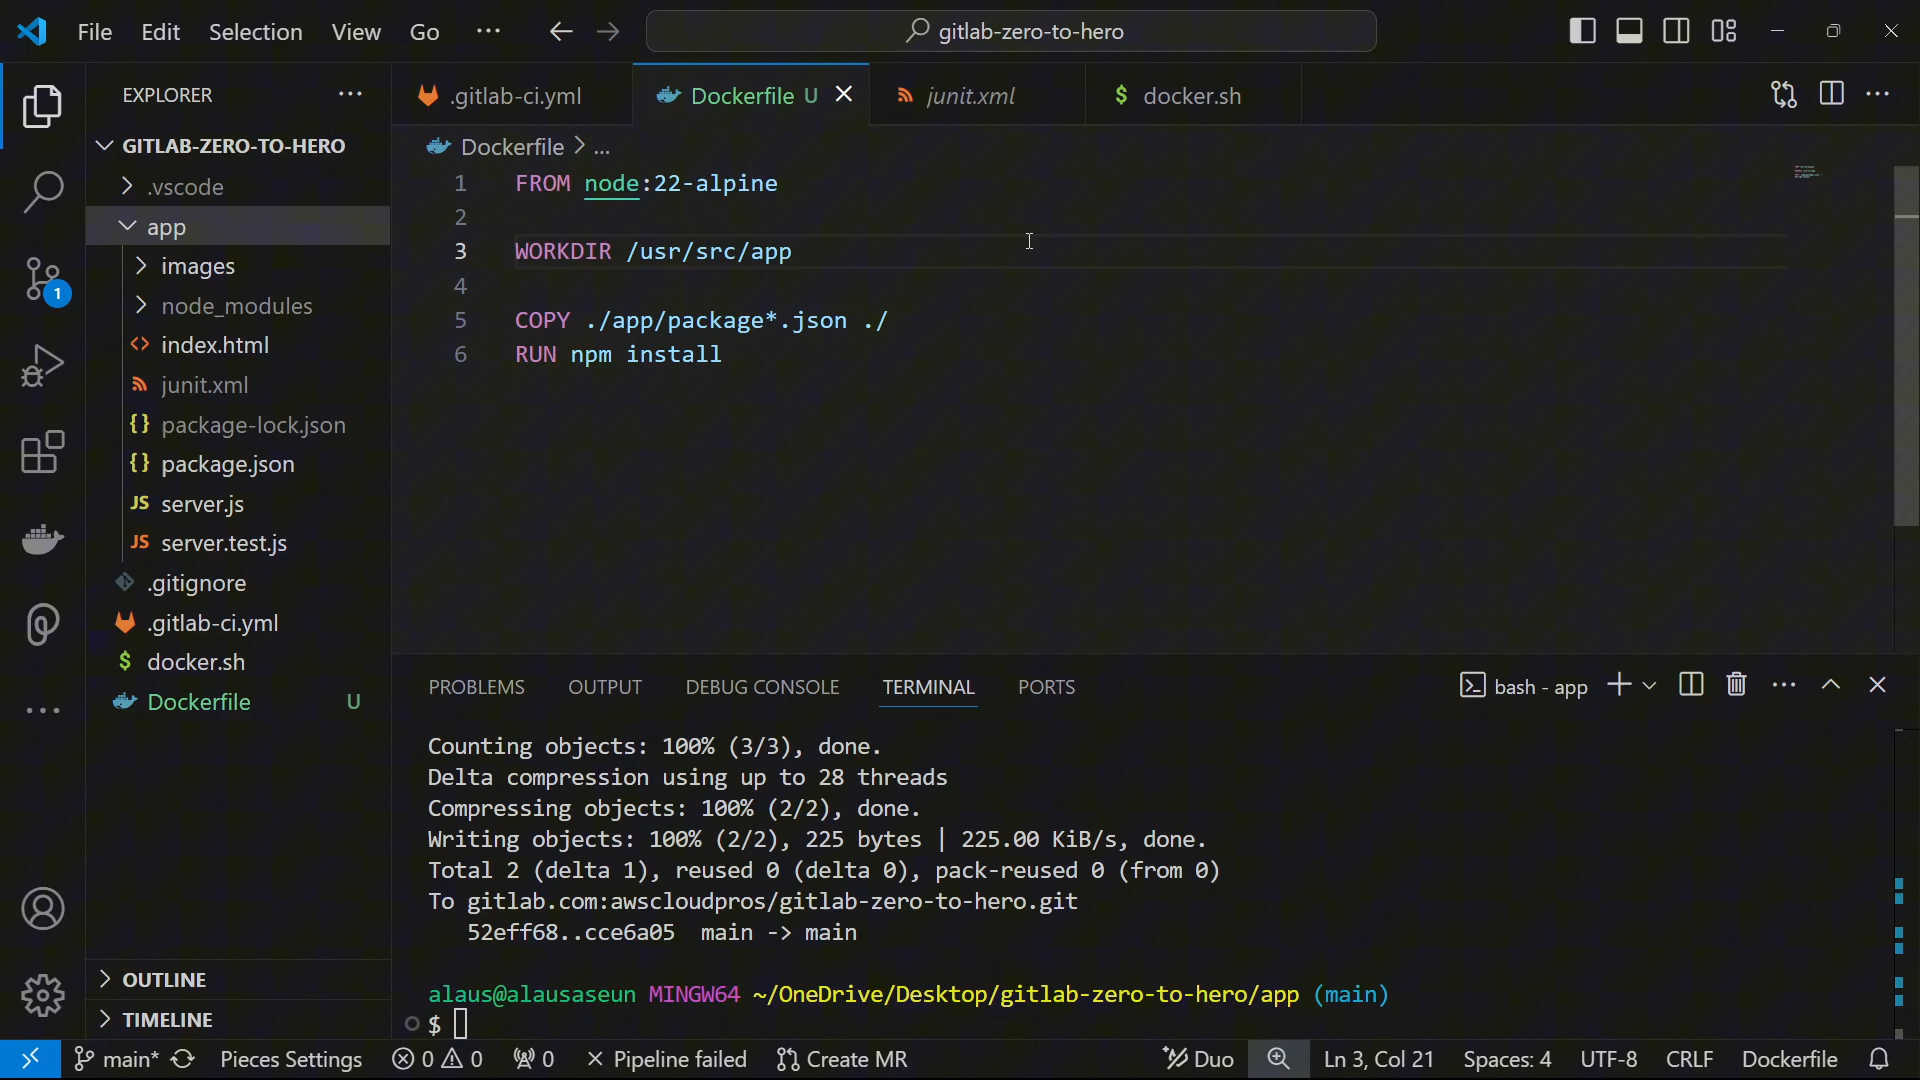 File Edit Selection View Go ··· gitlab-zero-to-hero
EXPLORER ···
GITLAB-ZERO-TO-HERO
.vscode
app
images
node_modules
index.html
junit.xml
package-lock.json
package.json
JS server.js
JS server.test.js
.gitignore
.gitlab-ci.yml
$ docker.sh
Dockerfile U
OUTLINE
TIMELINE
1
.gitlab-ci.yml Dockerfile U junit.xml $ docker.sh
Dockerfile > ...
1 FROM node:22-alpine
2
3 WORKDIR /usr/src/app
4
5 COPY ./app/package*.json ./
6 RUN npm install
PROBLEMS OUTPUT DEBUG CONSOLE TERMINAL PORTS bash - app
Counting objects: 100% (3/3), done.
Delta compression using up to 28 threads
Compressing objects: 100% (2/2), done.
Writing objects: 100% (2/2), 225 bytes | 225.00 KiB/s, done.
Total 2 (delta 1), reused 0 (delta 0), pack-reused 0 (from 0)
To gitlab.com:awscloudpros/gitlab-zero-to-hero.git
52eff68..cce6a05 main -> main
alaus@alausaseun MINGW64 ~/OneDrive/Desktop/gitlab-zero-to-hero/app (main)
$
main* Pieces Settings 0 0 0 Pipeline failed Create MR Duo Ln 3, Col 21 Spaces: 4 UTF-8 CRLF Dockerfile